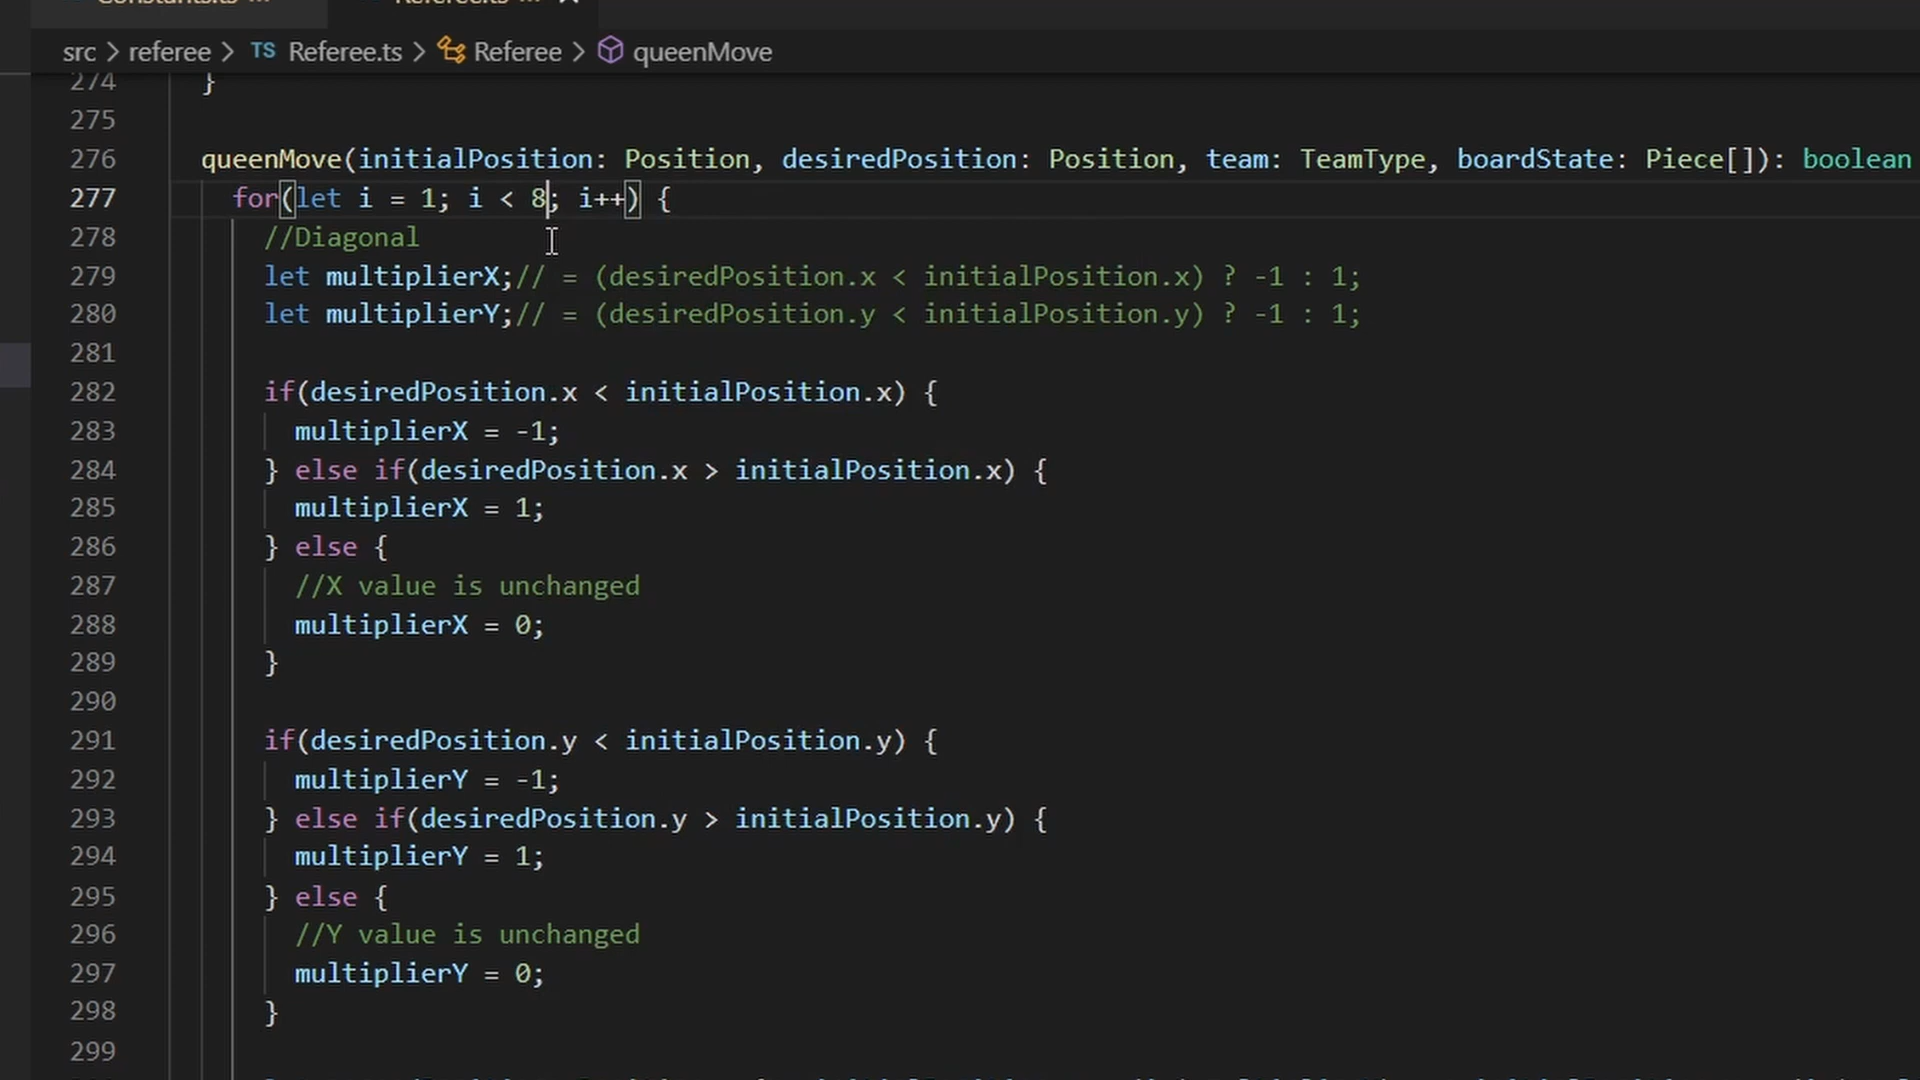 Constants.ts ... Referee.ts ... ×
src > referee > TS Referee.ts > Referee > queenMove
274 }
275
276 queenMove(initialPosition: Position, desiredPosition: Position, team: TeamType, boardState: Piece[]): boolean
277 for(let i = 1; i < 8; i++) {
278 //Diagonal
279 let multiplierX;// = (desiredPosition.x < initialPosition.x) ? -1 : 1;
280 let multiplierY;// = (desiredPosition.y < initialPosition.y) ? -1 : 1;
281
282 if(desiredPosition.x < initialPosition.x) {
283 multiplierX = -1;
284 } else if(desiredPosition.x > initialPosition.x) {
285 multiplierX = 1;
286 } else {
287 //X value is unchanged
288 multiplierX = 0;
289 }
290
291 if(desiredPosition.y < initialPosition.y) {
292 multiplierY = -1;
293 } else if(desiredPosition.y > initialPosition.y) {
294 multiplierY = 1;
295 } else {
296 //Y value is unchanged
297 multiplierY = 0;
298 }
299